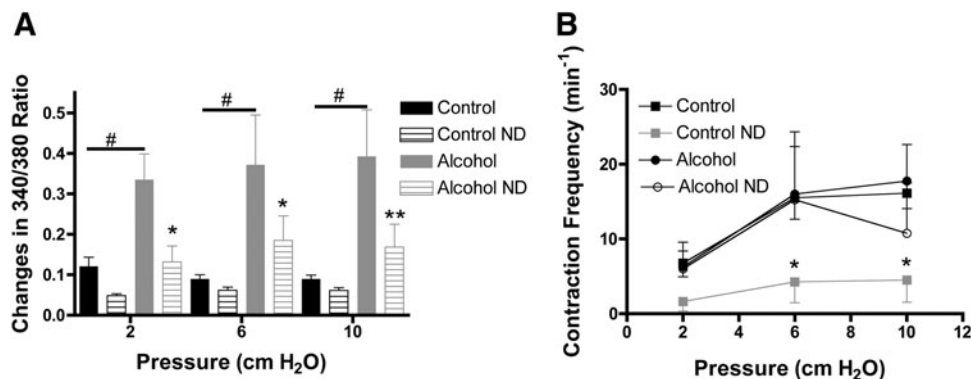 A
Changes in 340/380 Ratio
0.5
0.4
0.3
0.2
0.1
0.0
#
#
#
*
*
**
2
6
10
Pressure (cm H₂O)
Control
Control ND
Alcohol
Alcohol ND
B
Contraction Frequency (min⁻¹)
30
20
10
0
Control
Control ND
Alcohol
Alcohol ND
*
*
0
2
4
6
8
10
12
Pressure (cm H₂O)